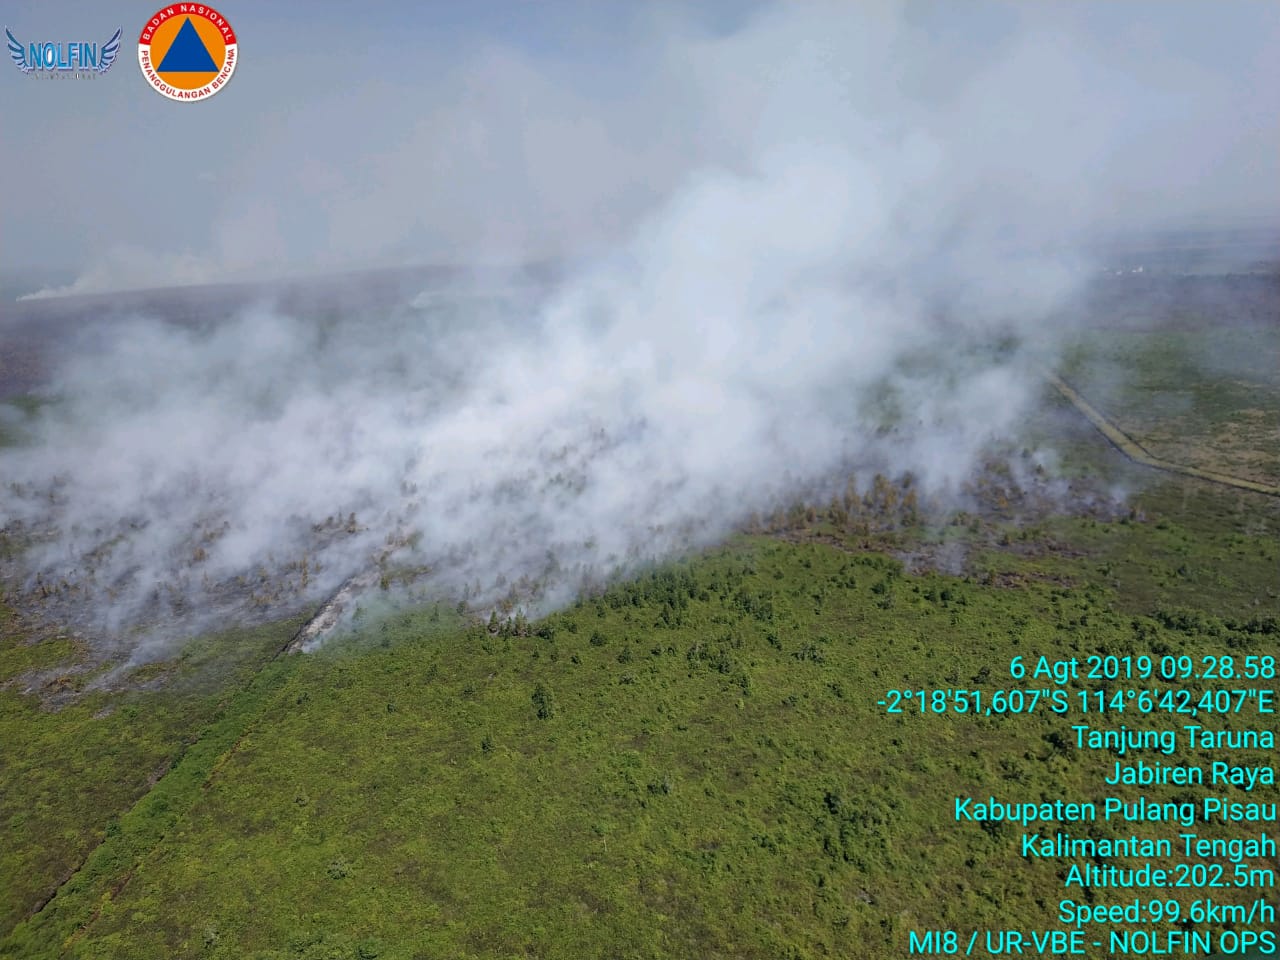 NOLFIN
BADAN NASIONAL
PENANGGULANGAN BENCANA
6 Agt 2019 09.28.58
-2°18'51,607"S 114°6'42,407"E
Tanjung Taruna
Jabiren Raya
Kabupaten Pulang Pisau
Kalimantan Tengah
Altitude:202.5m
Speed:99.6km/h
MI8 / UR-VBE - NOLFIN OPS